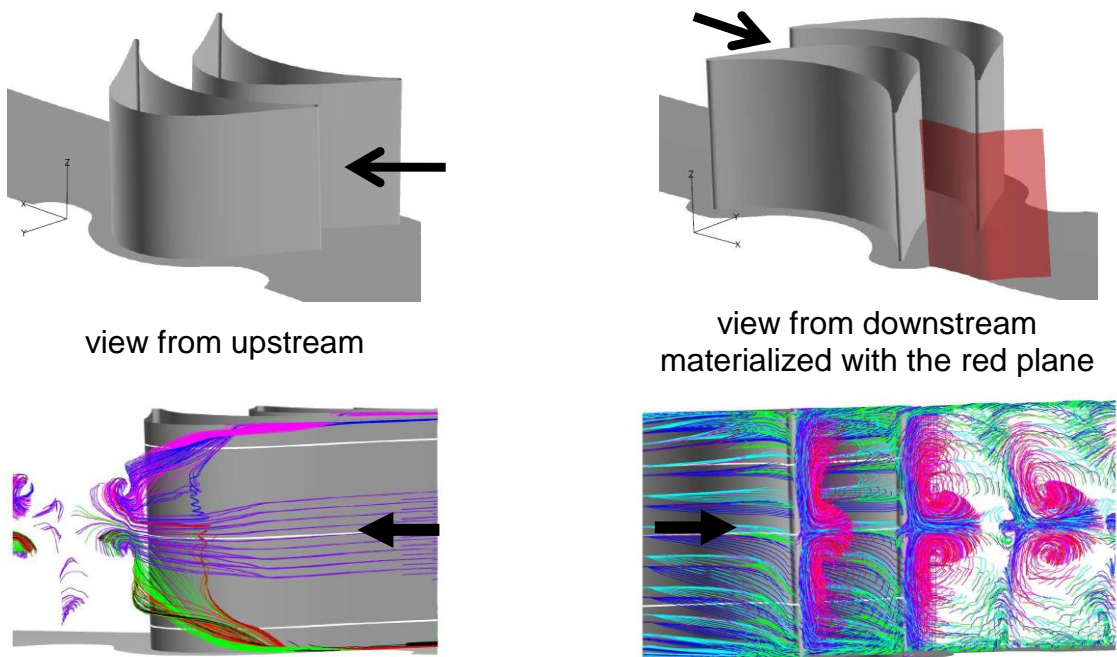 Z
X
Y
Z
Y
X
view from upstream
view from downstream
materialized with the red plane